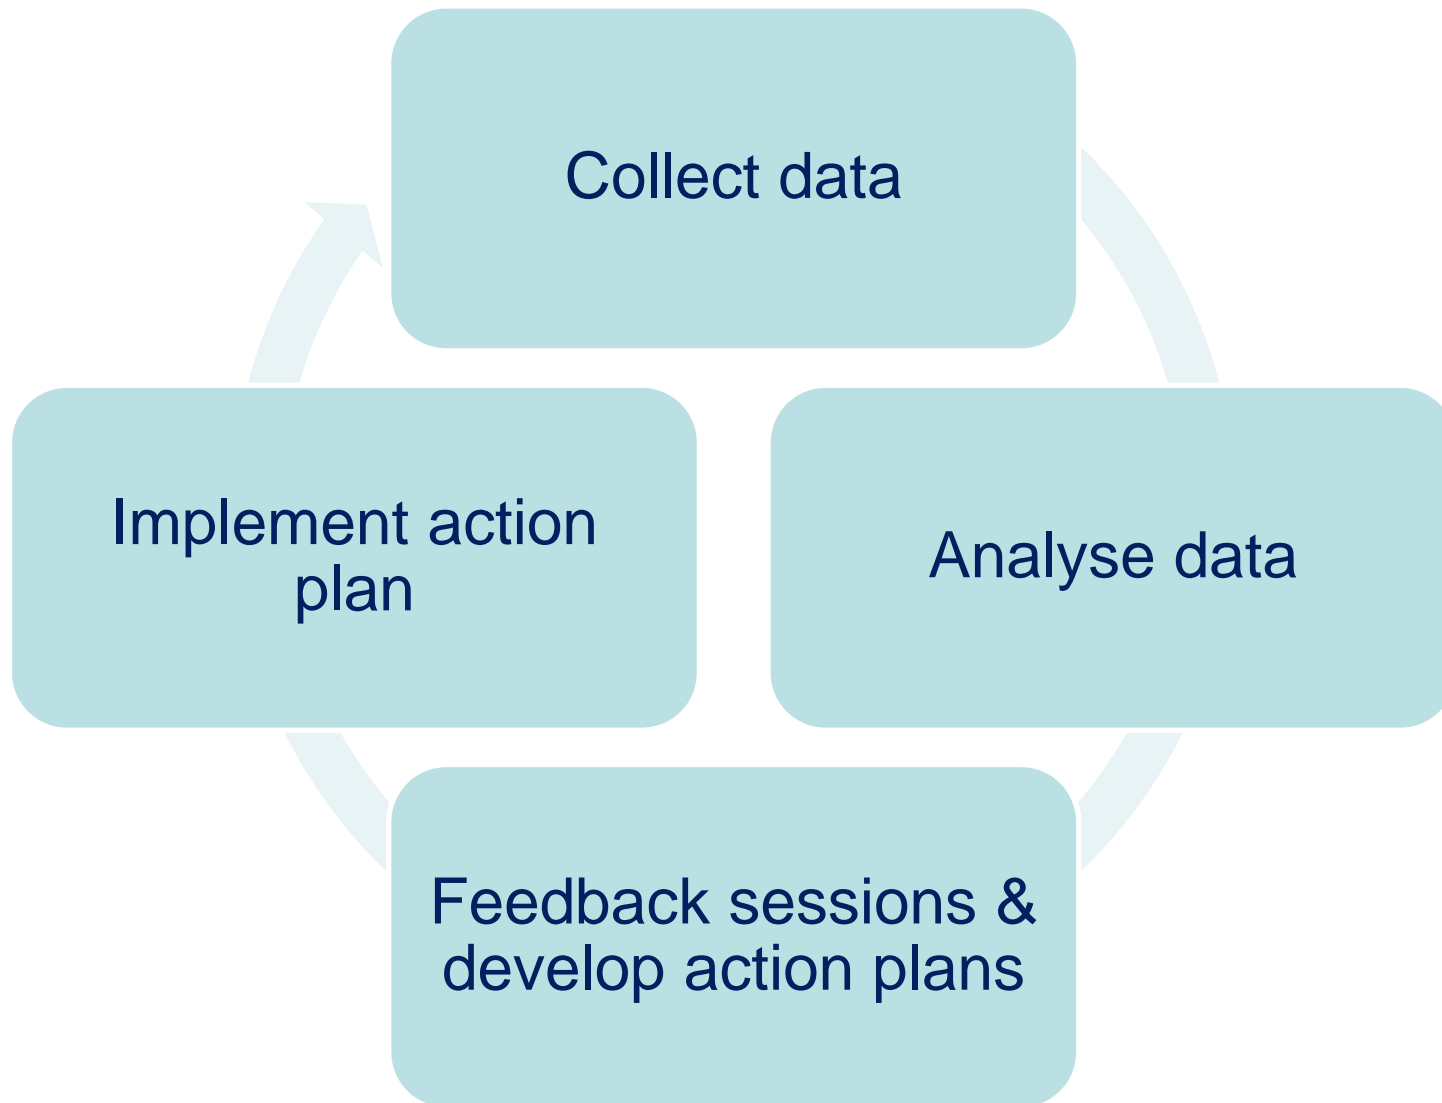 Collect data
Analyse data
Feedback sessions &
develop action plans
Implement action
plan